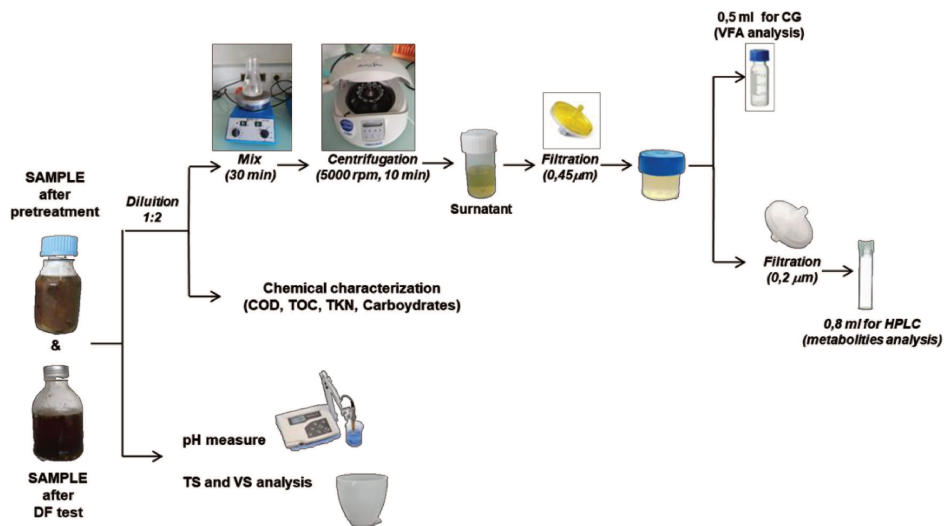 0,5 ml for CG
(VFA analysis)
Mix
(30 min)
Centrifugation
(5000 rpm, 10 min)
Surnatant
Filtration
(0,45µm)
SAMPLE
after
pretreatment
Dilution
1:2
Filtration
(0,2 µm)
0,8 ml for HPLC
(metabolities analysis)
Chemical characterization
(COD, TOC, TKN, Carboydrates)
&
pH measure
TS and VS analysis
SAMPLE
after
DF test